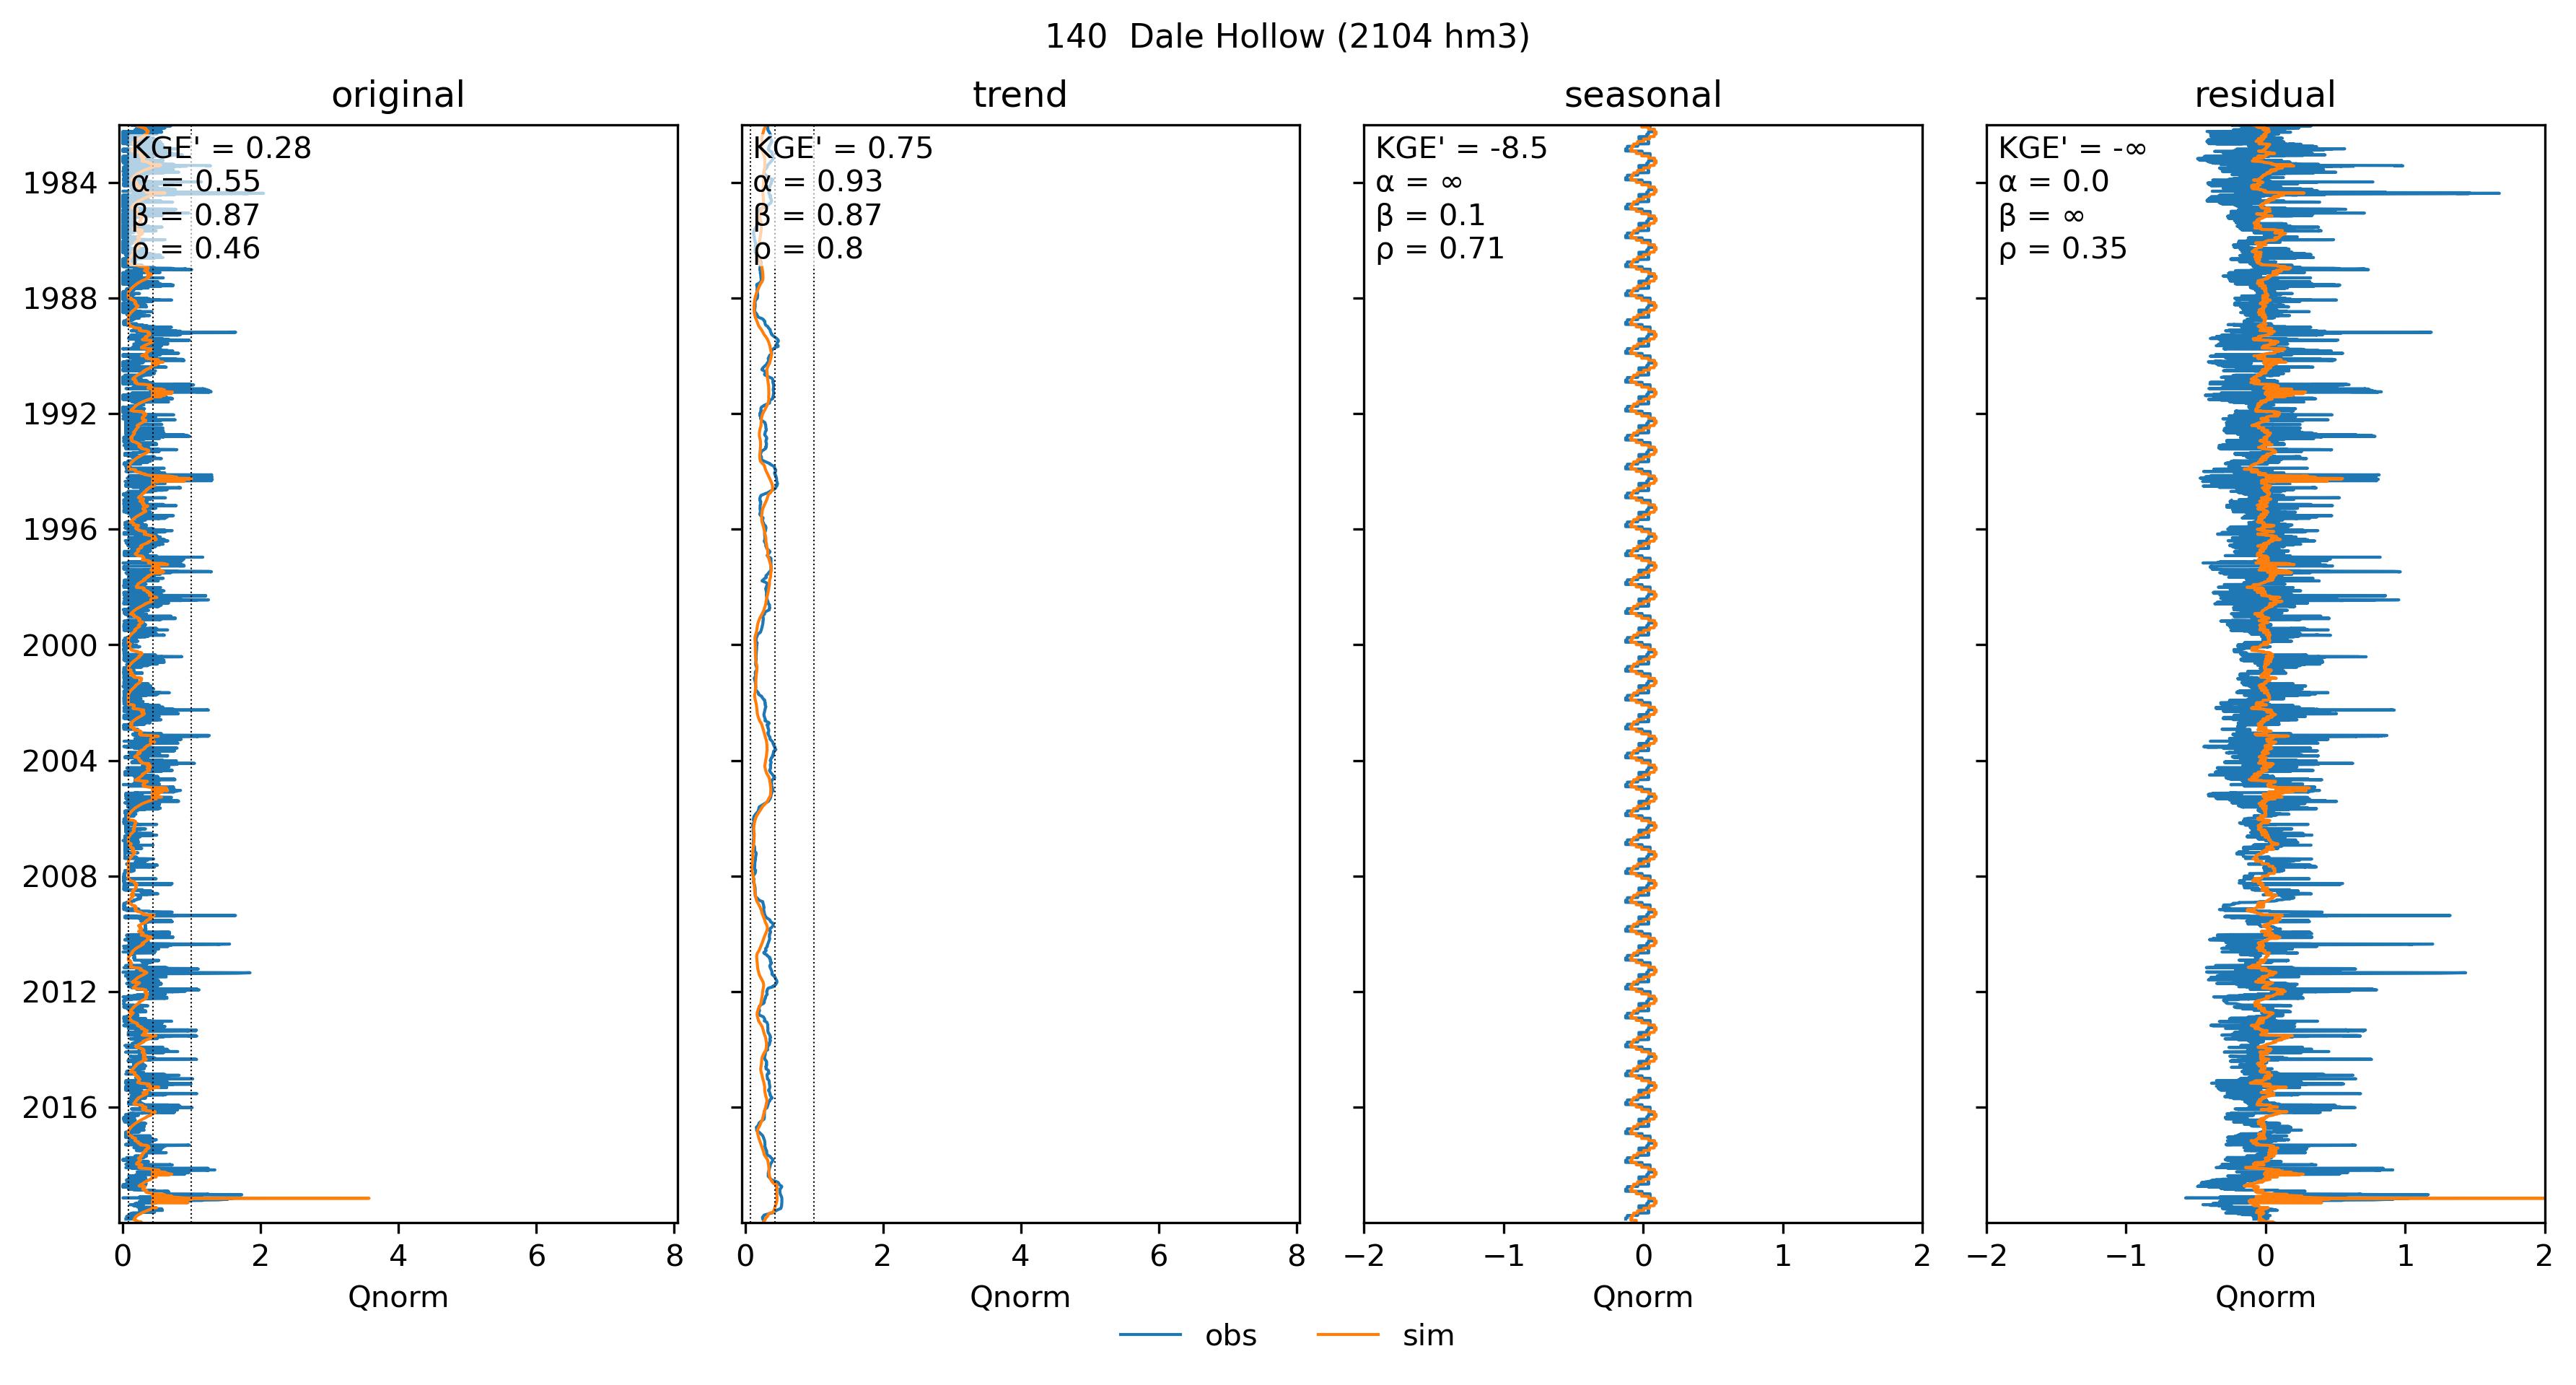 140  Dale Hollow (2104 hm3)
original
trend
seasonal
residual
KGE' = 0.28
α = 0.55
β = 0.87
ρ = 0.46
KGE' = 0.75
α = 0.93
β = 0.87
ρ = 0.8
KGE' = -8.5
α = ∞
β = 0.1
ρ = 0.71
KGE' = -∞
α = 0.0
β = ∞
ρ = 0.35
1984
1988
1992
1996
2000
2004
2008
2012
2016
0 2 4 6 8
0 2 4 6 8
−2 −1 0 1 2
−2 −1 0 1 2
Qnorm
Qnorm
Qnorm
Qnorm
obs
sim